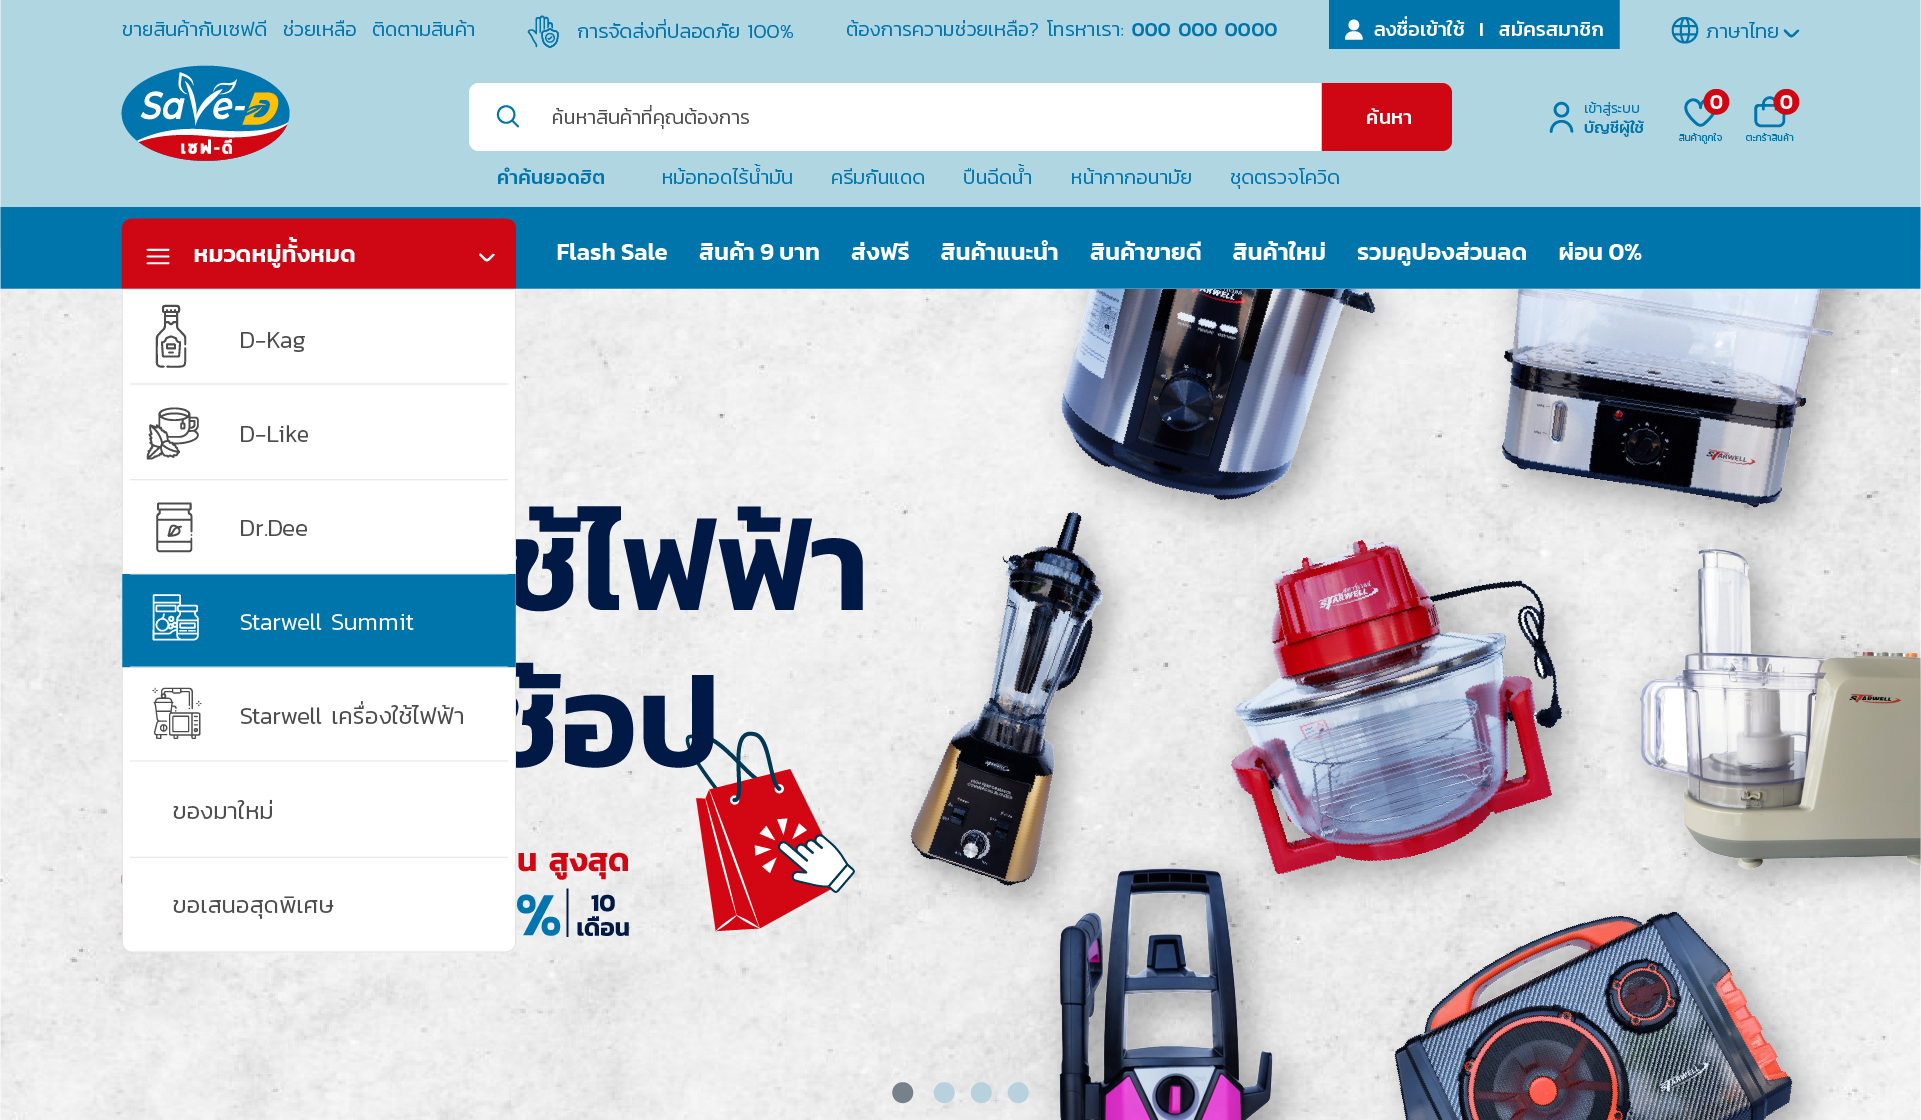 ขายสินค้ากับเซฟดี ช่วยเหลือ ติดตามสินค้า
การจัดส่งที่ปลอดภัย 100%
ต้องการความช่วยเหลือ? โทรหาเรา: 000 000 0000
ลงชื่อเข้าใช้ I สมัครสมาชิก
ภาษาไทย
SaVe-D
เซฟ-ดี
ค้นหาสินค้าที่คุณต้องการ
ค้นหา
เข้าสู่ระบบ
บัญชีผู้ใช้
0
สินค้าถูกใจ
0
ตะกร้าสินค้า
คำค้นยอดฮิต หม้อทอดไร้น้ำมัน ครีมกันแดด ปืนฉีดน้ำ หน้ากากอนามัย ชุดตรวจโควิด
หมวดหมู่ทั้งหมด
Flash Sale สินค้า 9 บาท ส่งฟรี สินค้าแนะนำ สินค้าขายดี สินค้าใหม่ รวมคูปองส่วนลด ผ่อน 0%
D-Kag
D-Like
Dr.Dee
Starwell Summit
Starwell เครื่องใช้ไฟฟ้า
ของมาใหม่
ขอเสนอสุดพิเศษ
ช้ไฟฟ้า
ช้อป
น สูงสุด
% 10
เดือน
STARWELL
STARWELL
STARWELL
STARWELL
STARWELL